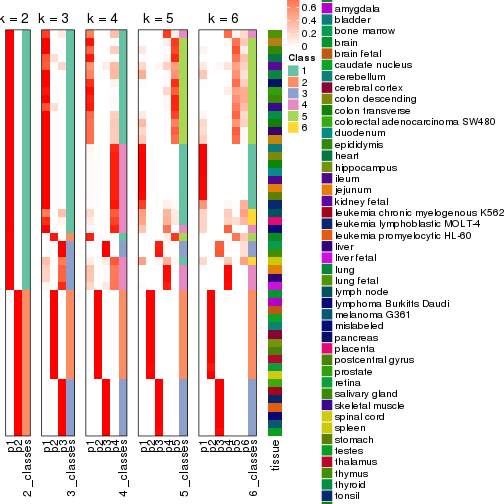 k = 2 k = 3 k = 4 k = 5 k = 6
0.6
0.4
0.2
0
Class
1
2
3
4
5
6
amygdala
bladder
bone marrow
brain
brain fetal
caudate nucleus
cerebellum
cerebral cortex
colon descending
colon transverse
colorectal adenocarcinoma SW480
duodenum
epididymis
heart
hippocampus
ileum
jejunum
kidney fetal
leukemia chronic myelogenous K562
leukemia lymphoblastic MOLT-4
leukemia promyelocytic HL-60
liver
liver fetal
lung
lung fetal
lymph node
lymphoma Burkitts Daudi
melanoma G361
mislabeled
pancreas
placenta
postcentral gyrus
prostate
retina
salivary gland
skeletal muscle
spinal cord
spleen
stomach
testes
thalamus
thymus
thyroid
tonsil
p1
p2
2_classes
p1
p2
p3
3_classes
p1
p2
p3
p4
4_classes
p1
p2
p3
p4
p5
5_classes
p1
p2
p3
p4
p5
p6
6_classes
tissue